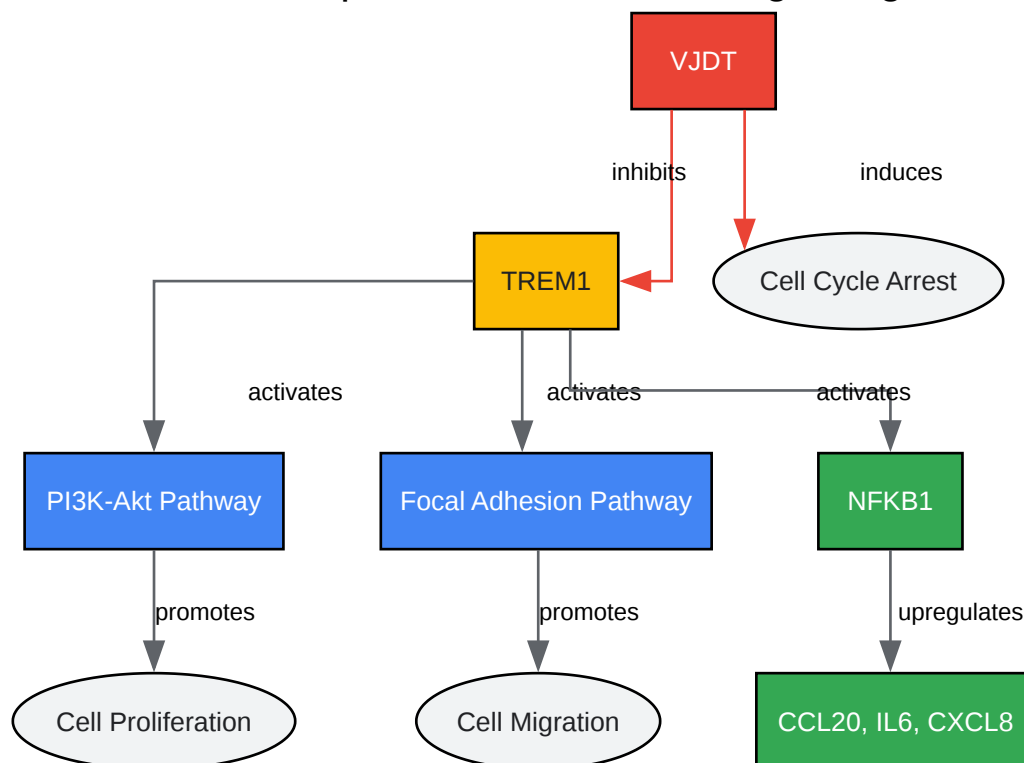 VJDT
inhibits
induces
TREM1
Cell Cycle Arrest
activates
activates
activates
PI3K-Akt Pathway
Focal Adhesion Pathway
NFKB1
promotes
promotes
upregulates
Cell Proliferation
Cell Migration
CCL20, IL6, CXCL8